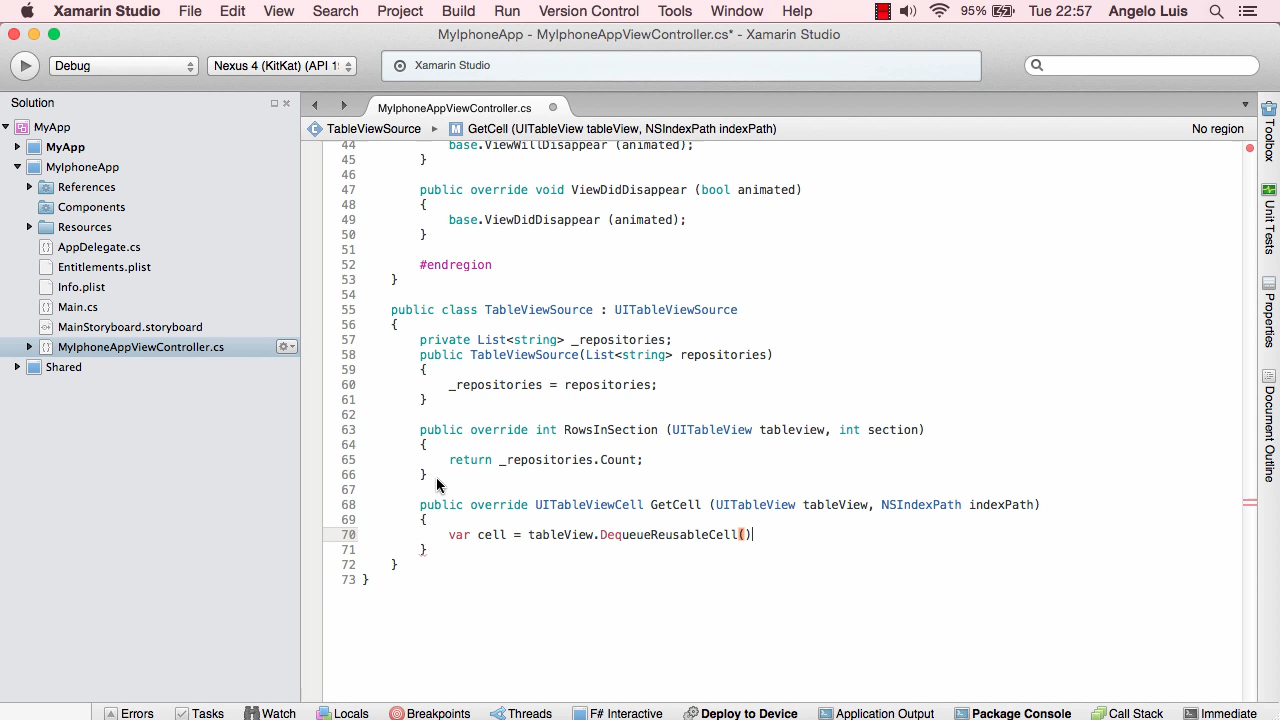 Xamarin Studio File Edit View Search Project Build Run Version Control Tools Window Help 95% Tue 22:57 Angelo Luis
MyIphoneApp - MyIphoneAppViewController.cs* - Xamarin Studio
Debug Nexus 4 (KitKat) (API 1 Xamarin Studio
Solution
MyApp
MyApp
MyIphoneApp
References
Components
Resources
AppDelegate.cs
Entitlements.plist
Info.plist
Main.cs
MainStoryboard.storyboard
MyIphoneAppViewController.cs
Shared
MyIphoneAppViewController.cs
TableViewSource GetCell (UITableView tableView, NSIndexPath indexPath) No region
44 base.ViewWillDisappear (animated);
45 }
46
47 public override void ViewDidDisappear (bool animated)
48 {
49 base.ViewDidDisappear (animated);
50 }
51
52 #endregion
53 }
54
55 public class TableViewSource : UITableViewSource
56 {
57 private List<string> _repositories;
58 public TableViewSource(List<string> repositories)
59 {
60 _repositories = repositories;
61 }
62
63 public override int RowsInSection (UITableView tableview, int section)
64 {
65 return _repositories.Count;
66 }
67
68 public override UITableViewCell GetCell (UITableView tableView, NSIndexPath indexPath)
69 {
70 var cell = tableView.DequeueReusableCell()
71 }
72 }
73 }
Toolbox
Unit Tests
Properties
Document Outline
Errors Tasks Watch Locals Breakpoints Threads F# Interactive Deploy to Device Application Output Package Console Call Stack Immediate